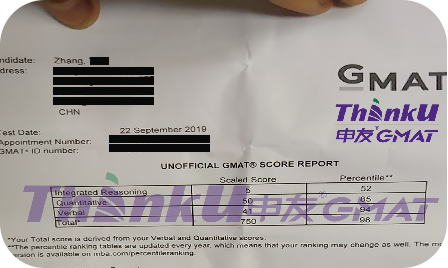 GMAT
ndidate: Zhang,
dress:
CHN
ThinkU
申友GMAT
Test Date: 22 September 2019
Appointment Number:
GMAT® ID number:
UNOFFICIAL GMAT® SCORE REPORT
Scaled Score Percentile**
Integrated Reasoning 5 52
Quantitative 50 85
Verbal 41 94
Total* 750 98
ThinkU申友GMAT
*Your Total score is derived from your Verbal and Quantitative scores.
**The percentile ranking tables are updated every year, which means that your ranking may change as well. The mo
version is available on mba.com/percentileranking.